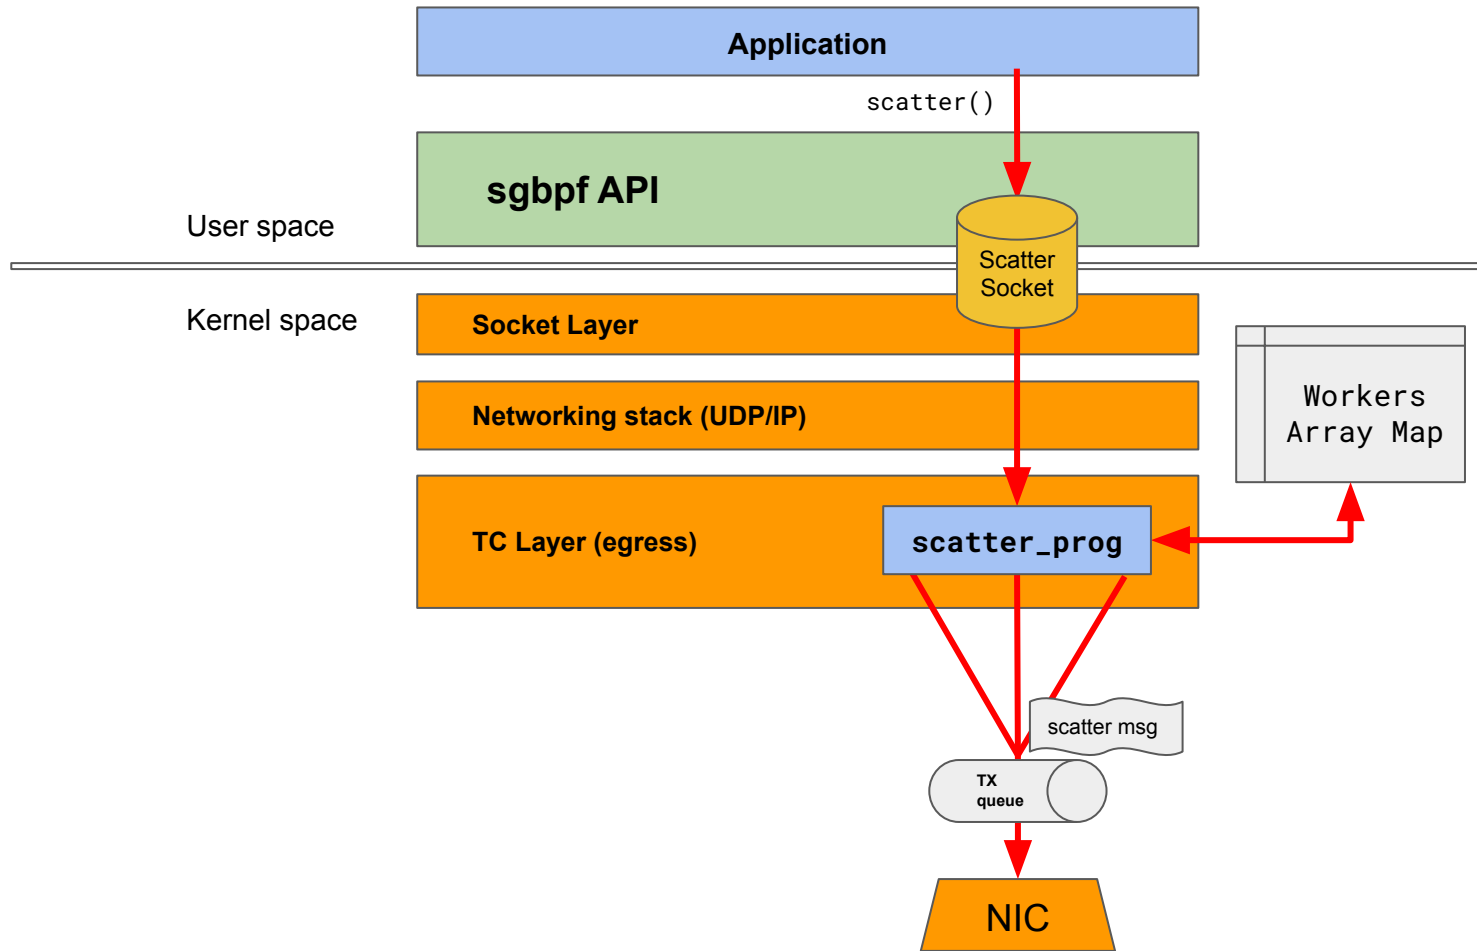 Application
scatter()
sgbpf API
User space
Scatter
Socket
Kernel space
Socket Layer
Workers
Array Map
Networking stack (UDP/IP)
TC Layer (egress)
scatter_prog
scatter msg
TX
queue
NIC